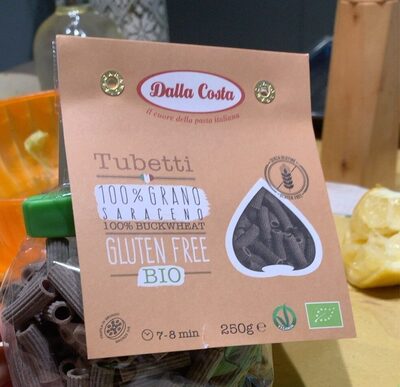 Dalla Costa
il cuore della pasta italiana
Tubetti
100% GRANO
SARACENO
100% BUCKWHEAT
GLUTEN FREE
BIO
7-8 min
250g e